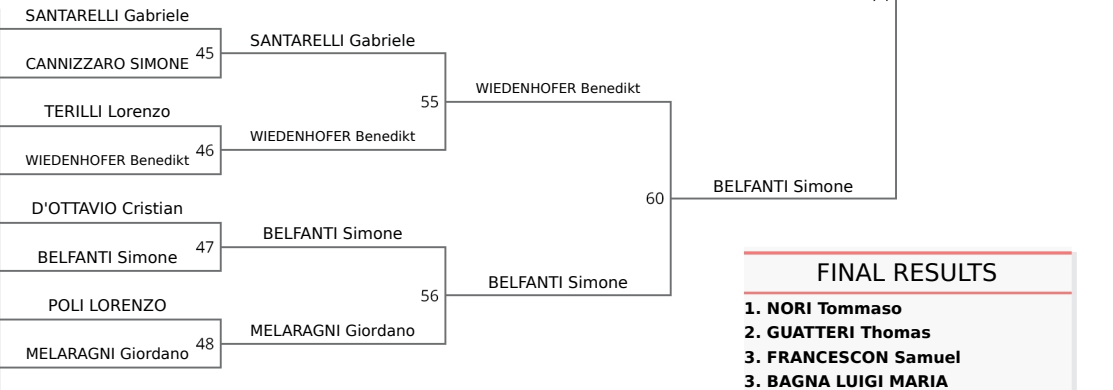 SANTARELLI Gabriele
45
CANNIZZARO SIMONE
SANTARELLI Gabriele
TERILLI Lorenzo
46
WIEDENHOFER Benedikt
55
WIEDENHOFER Benedikt
WIEDENHOFER Benedikt
D'OTTAVIO Cristian
47
BELFANTI Simone
BELFANTI Simone
POLI LORENZO
48
MELARAGNI Giordano
56
MELARAGNI Giordano
BELFANTI Simone
60
BELFANTI Simone
FINAL RESULTS
1. NORI Tommaso
2. GUATTERI Thomas
3. FRANCESCON Samuel
3. BAGNA LUIGI MARIA